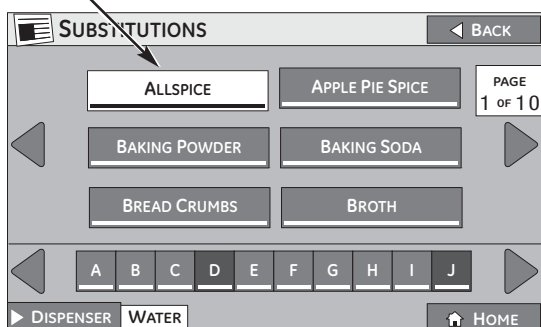 SUBSTITUTIONS BACK
ALLSPICE APPLE PIE SPICE
PAGE
1 OF 10
BAKING POWDER BAKING SODA
BREAD CRUMBS BROTH
A B C D E F G H I J
DISPENSER WATER HOME